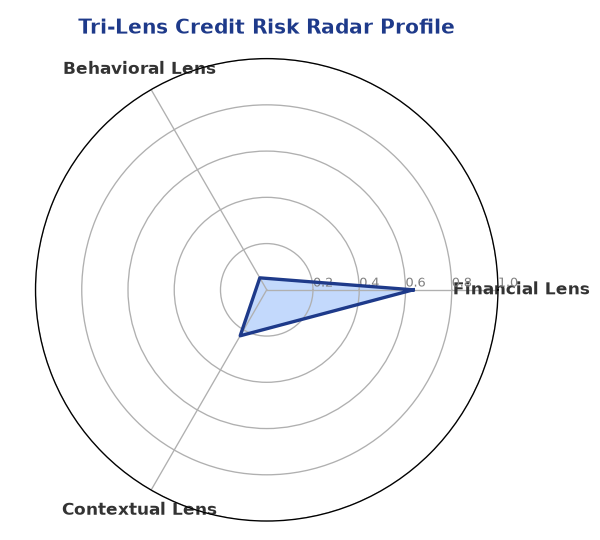 Tri-Lens Credit Risk Radar Profile
Behavioral Lens
0.2 0.4 0.6 0.8 1.0
Financial Lens
Contextual Lens